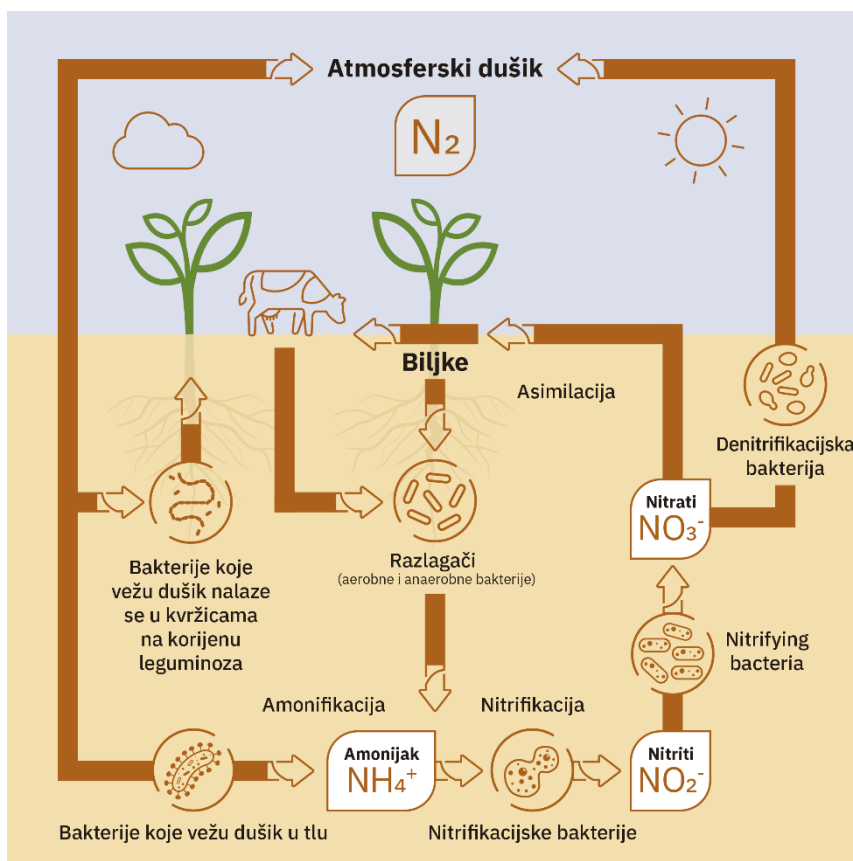 Atmosferski dušik
N₂
Biljke
Asimilacija
Denitrifikacijska
bakterija
Nitrati
NO₃⁻
Bakterije koje
vežu dušik nalaze
se u kvržicama
na korijenu
leguminoza
Razlagači
(aerobne i anaerobne bakterije)
Nitrifying
bacteria
Amonifikacija
Nitrifikacija
Amonijak
NH₄⁺
Nitriti
NO₂⁻
Bakterije koje vežu dušik u tlu
Nitrifikacijske bakterije